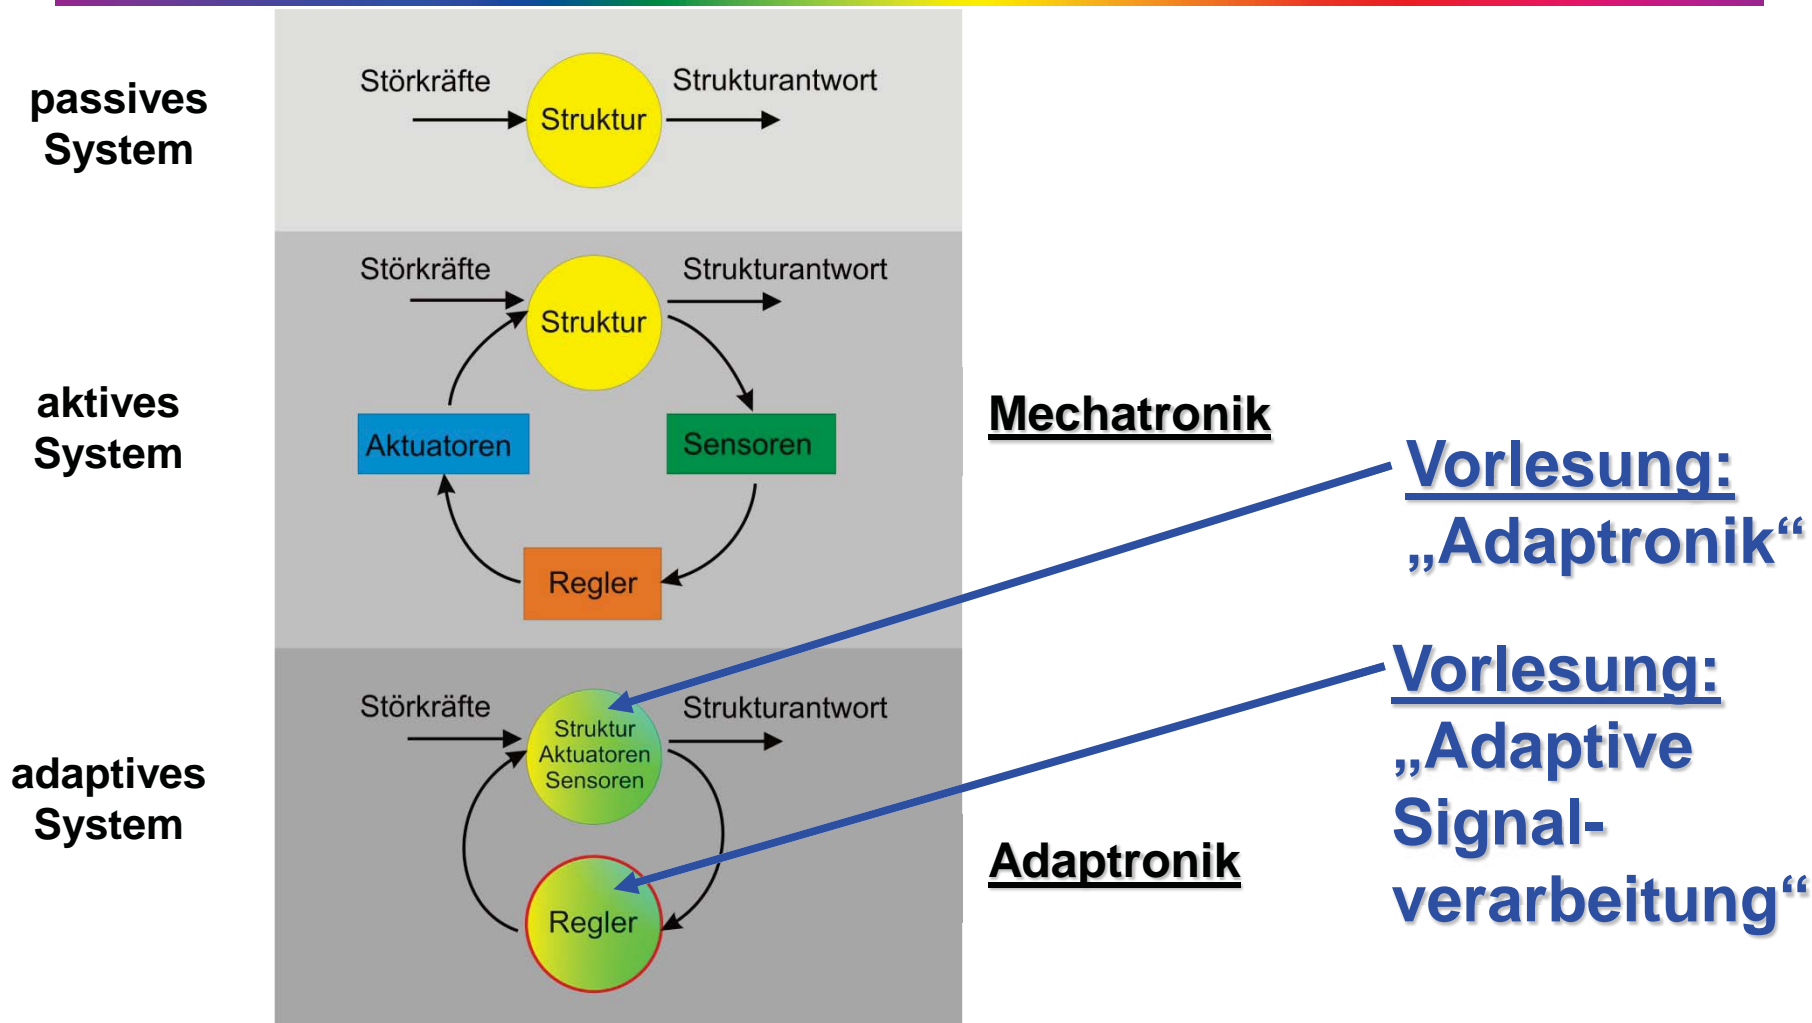 passives
System
Störkräfte
Strukturantwort
Struktur
aktives
System
Störkräfte
Strukturantwort
Struktur
Aktuatoren
Sensoren
Regler
Mechatronik
Vorlesung:
„Adaptronik“
adaptives
System
Störkräfte
Strukturantwort
Struktur
Aktuatoren
Sensoren
Regler
Adaptronik
Vorlesung:
„Adaptive
Signal-
verarbeitung“